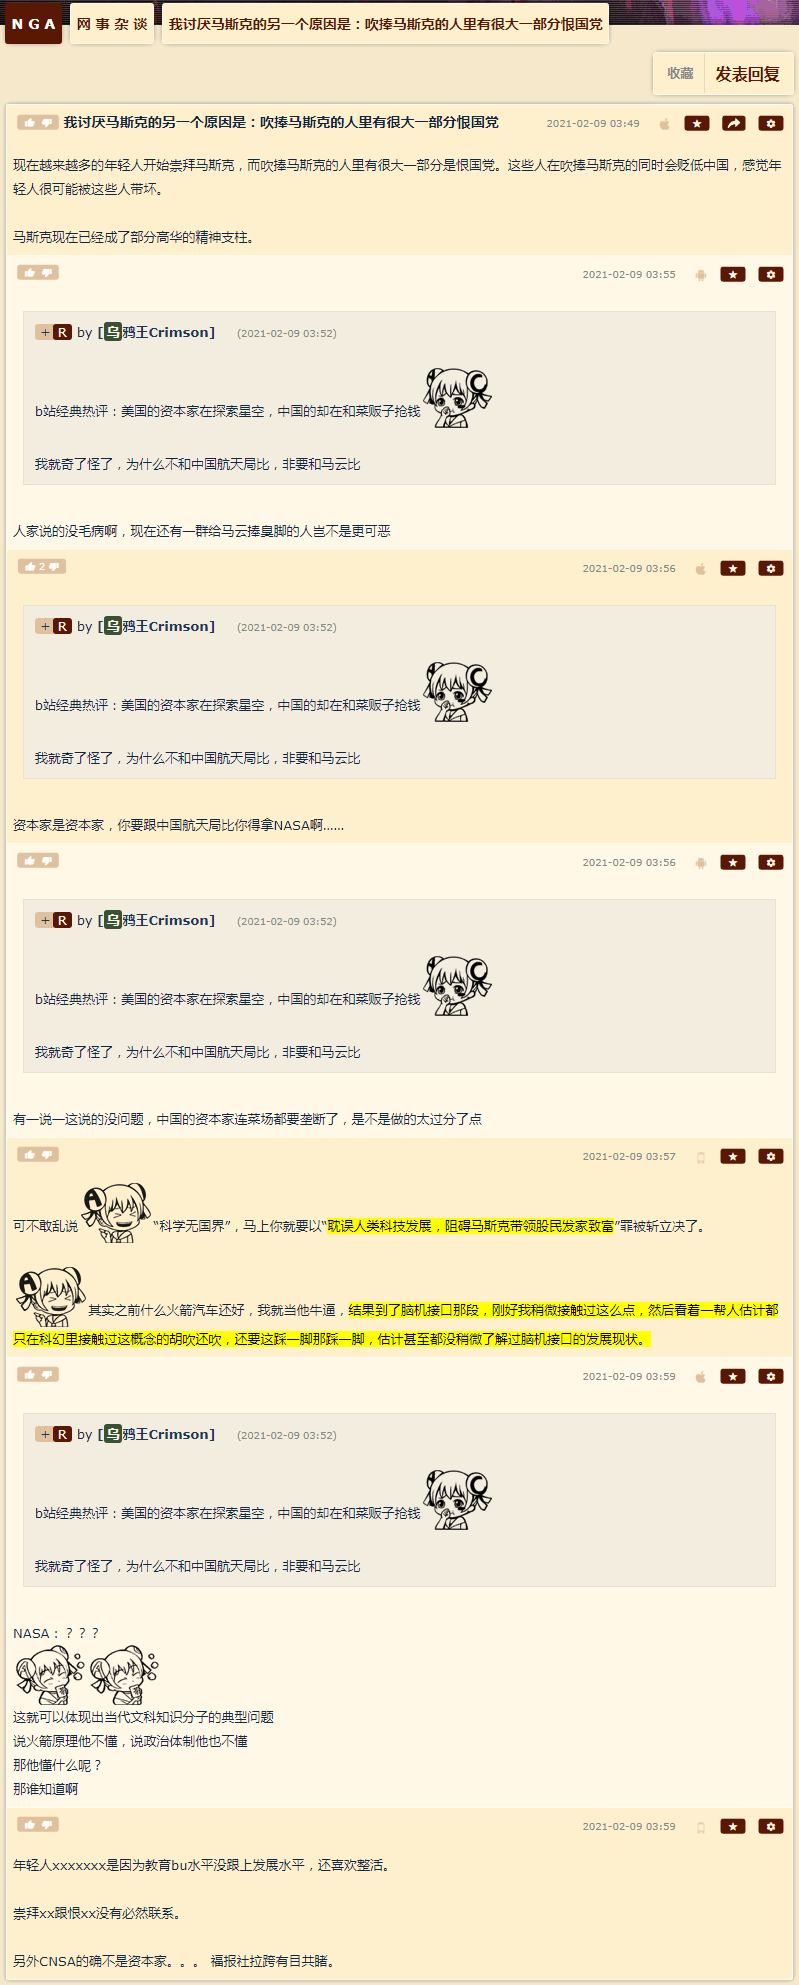 NGA
网事杂谈
我讨厌马斯克的另一个原因是：吹捧马斯克的人里有很大一部分恨国党
收藏
发表回复
我讨厌马斯克的另一个原因是：吹捧马斯克的人里有很大一部分恨国党
2021-02-09 03:49
现在越来越多的年轻人开始崇拜马斯克，而吹捧马斯克的人里有很大一部分是恨国党。这些人在吹捧马斯克的同时会贬低中国，感觉年
轻人很可能被这些人带坏。
马斯克现在已经成了部分高华的精神支柱。
2021-02-09 03:55
+ R by [乌鸦王Crimson] (2021-02-09 03:52)
b站经典热评：美国的资本家在探索星空，中国的却在和菜贩子抢钱
我就奇了怪了，为什么不和中国航天局比，非要和马云比
人家说的没毛病啊，现在还有一群给马云捧臭脚的人岂不是更可恶
2
2021-02-09 03:56
+ R by [乌鸦王Crimson] (2021-02-09 03:52)
b站经典热评：美国的资本家在探索星空，中国的却在和菜贩子抢钱
我就奇了怪了，为什么不和中国航天局比，非要和马云比
资本家是资本家，你要跟中国航天局比你得拿NASA啊......
2021-02-09 03:56
+ R by [乌鸦王Crimson] (2021-02-09 03:52)
b站经典热评：美国的资本家在探索星空，中国的却在和菜贩子抢钱
我就奇了怪了，为什么不和中国航天局比，非要和马云比
有一说一这说的没问题，中国的资本家连菜场都要垄断了，是不是做的太过分了点
2021-02-09 03:57
可不敢乱说 “科学无国界”，马上你就要以“耽误人类科技发展，阻碍马斯克带领股民发家致富”罪被斩立决了。
其实之前什么火箭汽车还好，我就当他牛逼，结果到了脑机接口那段，刚好我稍微接触过这么点，然后看着一帮人估计都
只在科幻里接触过这概念的胡吹还吹，还要这踩一脚那踩一脚，估计甚至都没稍微了解过脑机接口的发展现状。
2021-02-09 03:59
+ R by [乌鸦王Crimson] (2021-02-09 03:52)
b站经典热评：美国的资本家在探索星空，中国的却在和菜贩子抢钱
我就奇了怪了，为什么不和中国航天局比，非要和马云比
NASA：？？？
这就可以体现出当代文科知识分子的典型问题
说火箭原理他不懂，说政治体制他也不懂
那他懂什么呢？
那谁知道啊
2021-02-09 03:59
年轻人xxxxxxx是因为教育bu水平没跟上发展水平，还喜欢整活。
崇拜xx跟恨xx没有必然联系。
另外CNSA的确不是资本家。。。 福报社拉跨有目共睹。